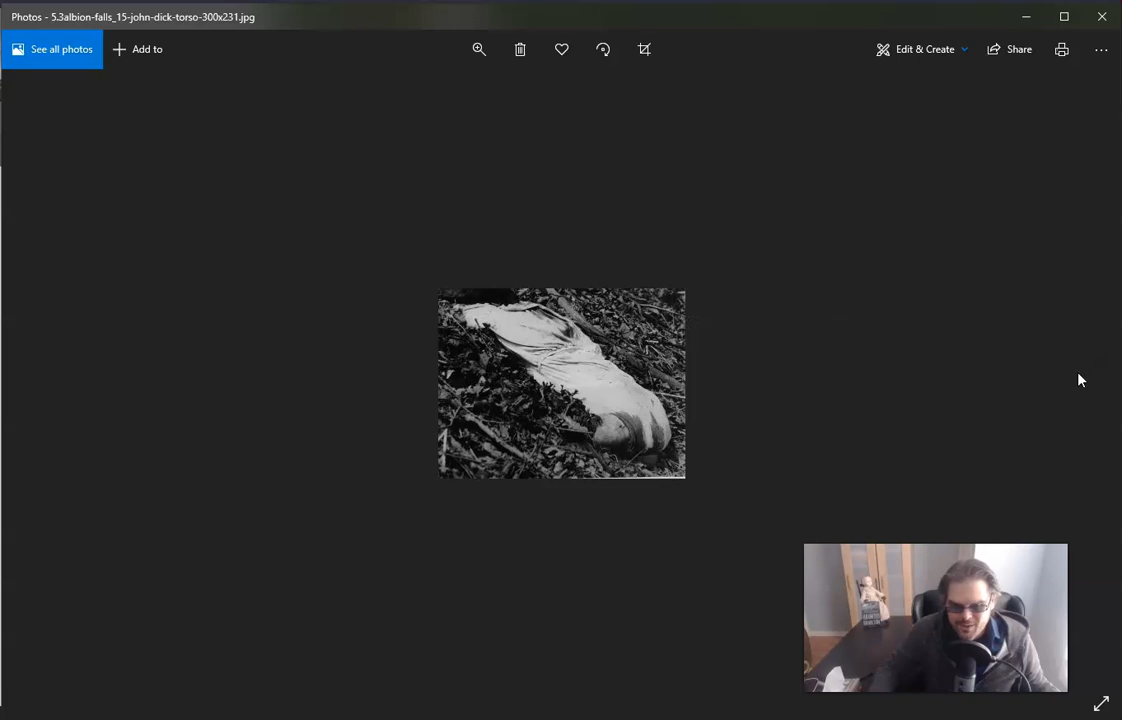 Photos - 5.3albion-falls_15-john-dick-torso-300x231.jpg
See all photos
Add to
Edit & Create
Share